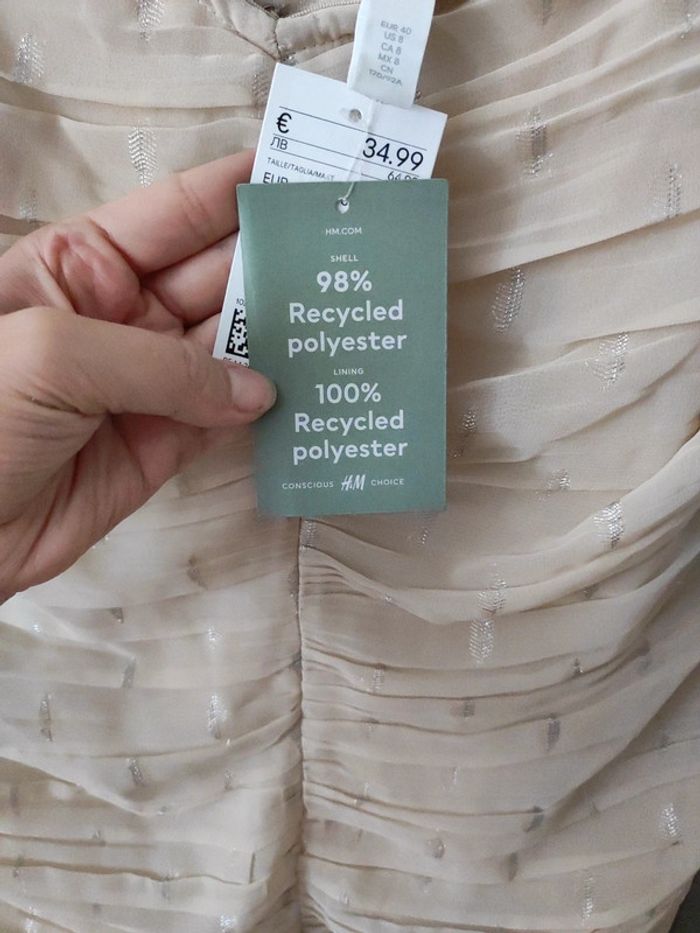 EUR 40
US 8
CA 8
MX 8
CN
170/92A
€ 34.99
ЛВ
TAILLE/TAGLIA/
EUR
HM.COM
SHELL
98%
Recycled
polyester
LINING
100%
Recycled
polyester
CONSCIOUS H&M CHOICE